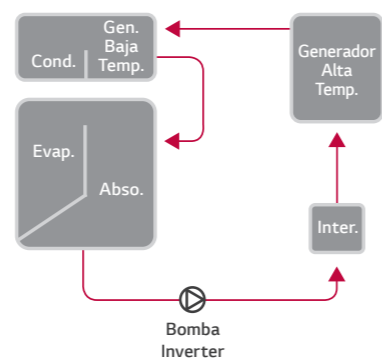 Gen.
Baja
Cond. Temp.
Generador
Alta
Temp.
Evap.
Abso.
Inter.
Bomba
Inverter